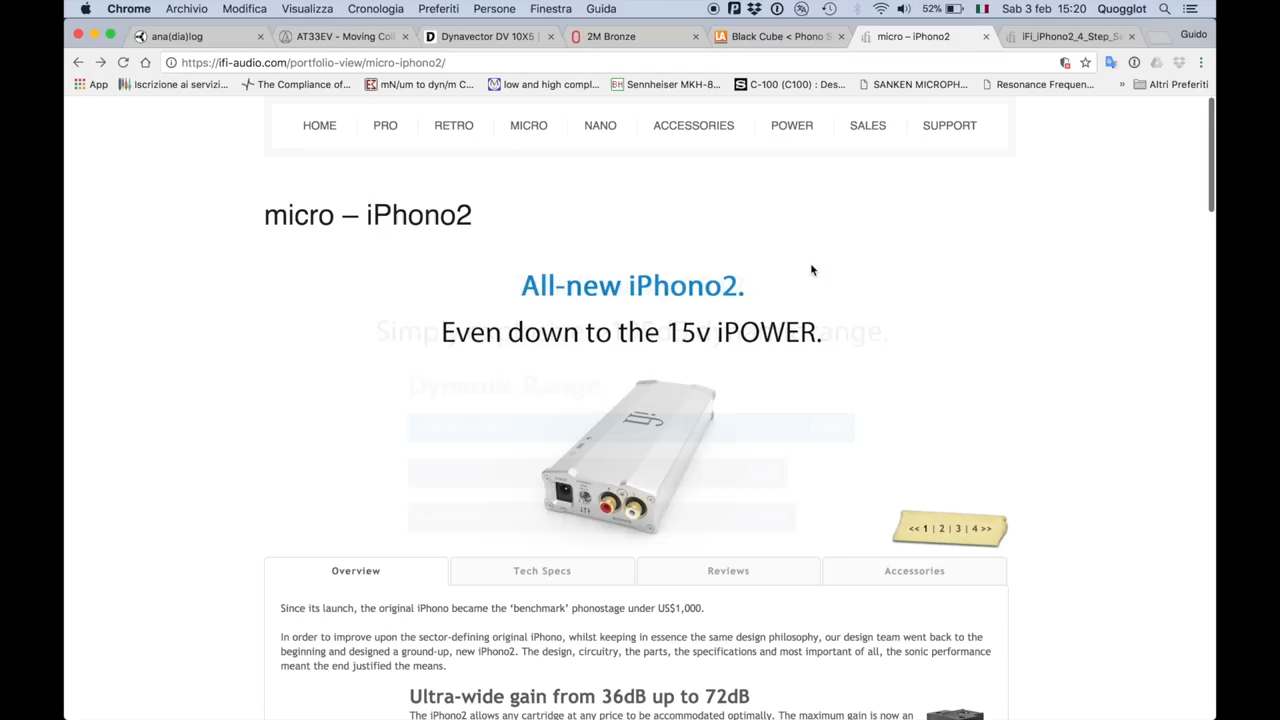 Chrome Archivio Modifica Visualizza Cronologia Preferiti Persone Finestra Guida 52% Sab 3 feb 15:20 Quogglot
ana(dia)log AT33EV - Moving Col Dynavector DV 10X5 | 2M Bronze Black Cube < Phono S micro – iPhono2 iFi_iPhono2_4_Step_Se Guido
https://ifi-audio.com/portfolio-view/micro-iphono2/
App Iscrizione ai servizi... The Compliance of... mN/um to dyn/m C... low and high compl... Sennheiser MKH-8... C-100 (C100) : Des... SANKEN MICROPH... Resonance Frequen... » Altri Preferiti
HOME PRO RETRO MICRO NANO ACCESSORIES POWER SALES SUPPORT
micro – iPhono2
All-new iPhono2.
Even down to the 15v iPOWER.
Dynamic Range
ifi
<< 1 | 2 | 3 | 4 >>
Overview Tech Specs Reviews Accessories
Since its launch, the original iPhono became the ‘benchmark’ phonostage under US$1,000.
In order to improve upon the sector-defining original iPhono, whilst keeping in essence the same design philosophy, our design team went back to the
beginning and designed a ground-up, new iPhono2. The design, circuitry, the parts, the specifications and most important of all, the sonic performance
meant the end justified the means.
Ultra-wide gain from 36dB up to 72dB
The iPhono2 allows any cartridge at any price to be accommodated optimally. The maximum gain is now an